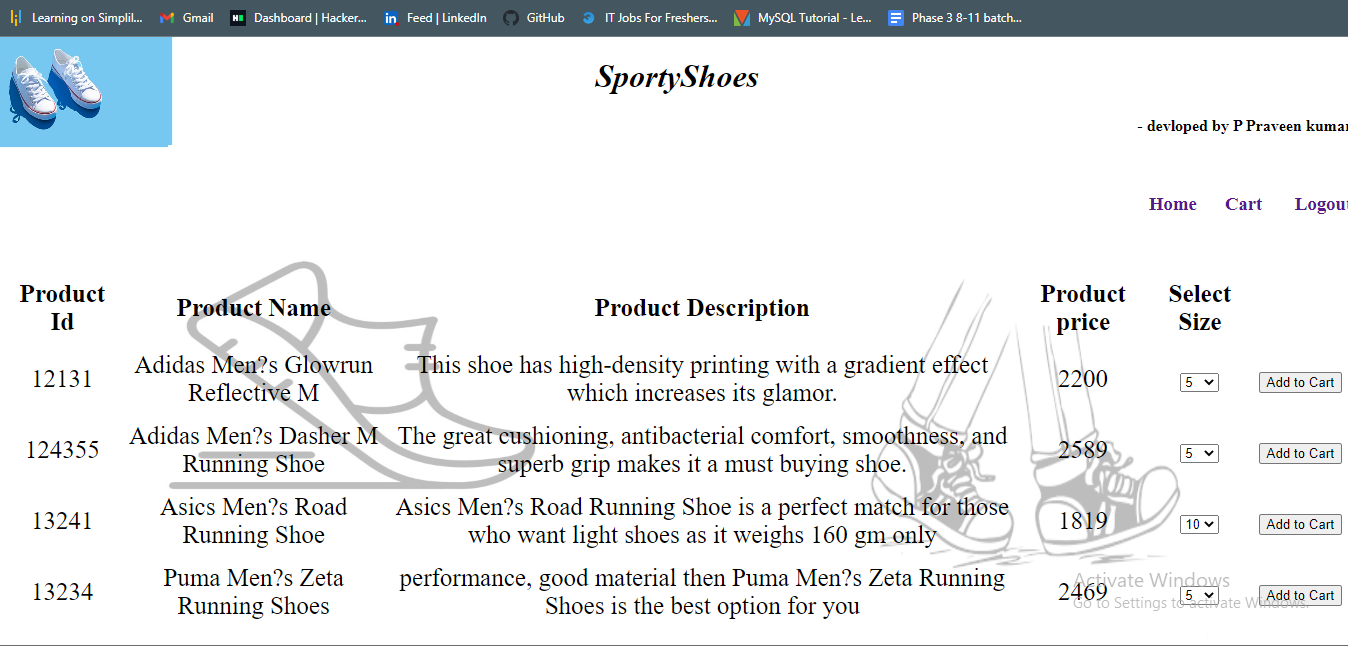 Learning on Simplil... Gmail Dashboard | Hacker... Feed | LinkedIn GitHub IT Jobs For Freshers... MySQL Tutorial - Le... Phase 3 8-11 batch...
SportyShoes
- devloped by P Praveen kumar
Home Cart Logout
Product Id Product Name Product Description Product price Select Size
12131 Adidas Men?s Glowrun Reflective M This shoe has high-density printing with a gradient effect which increases its glamor. 2200 5 Add to Cart
124355 Adidas Men?s Dasher M Running Shoe The great cushioning, antibacterial comfort, smoothness, and superb grip makes it a must buying shoe. 2589 5 Add to Cart
13241 Asics Men?s Road Running Shoe Asics Men?s Road Running Shoe is a perfect match for those who want light shoes as it weighs 160 gm only 1819 10 Add to Cart
13234 Puma Men?s Zeta Running Shoes performance, good material then Puma Men?s Zeta Running Shoes is the best option for you 2469 5 Add to Cart
Activate Windows
Go to Settings to activate Windows.